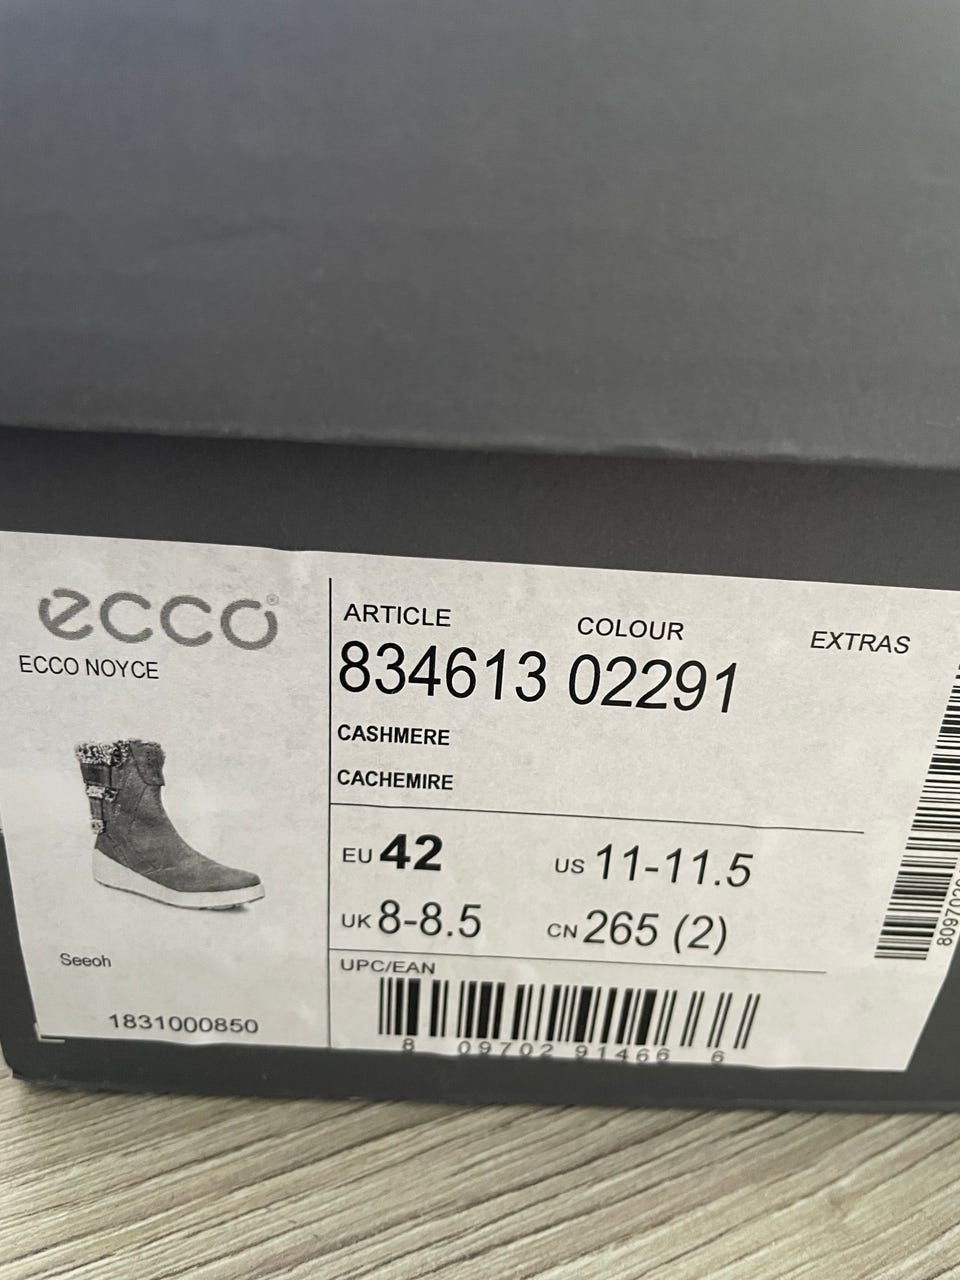 ecco®
ECCO NOYCE
Seeoh
1831000850
ARTICLE COLOUR EXTRAS
834613 02291
CASHMERE
CACHEMIRE
EU 42 US 11-11.5
UK 8-8.5 CN 265 (2)
UPC/EAN
8 09702 91466 6